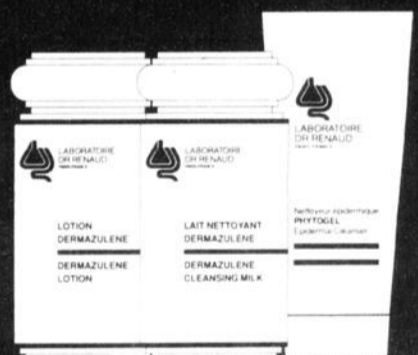 LABORATOIRE
DR RENAUD
LOTION
DERMAZULENE
DERMAZULENE
LOTION
LABORATOIRE
DR RENAUD
LAIT NETTOYANT
DERMAZULENE
DERMAZULENE
CLEANSING MILK
LABORATOIRE
DR RENAUD
Nettoyeur épidermique
PHYTOGEL
Epidermal Cleanser